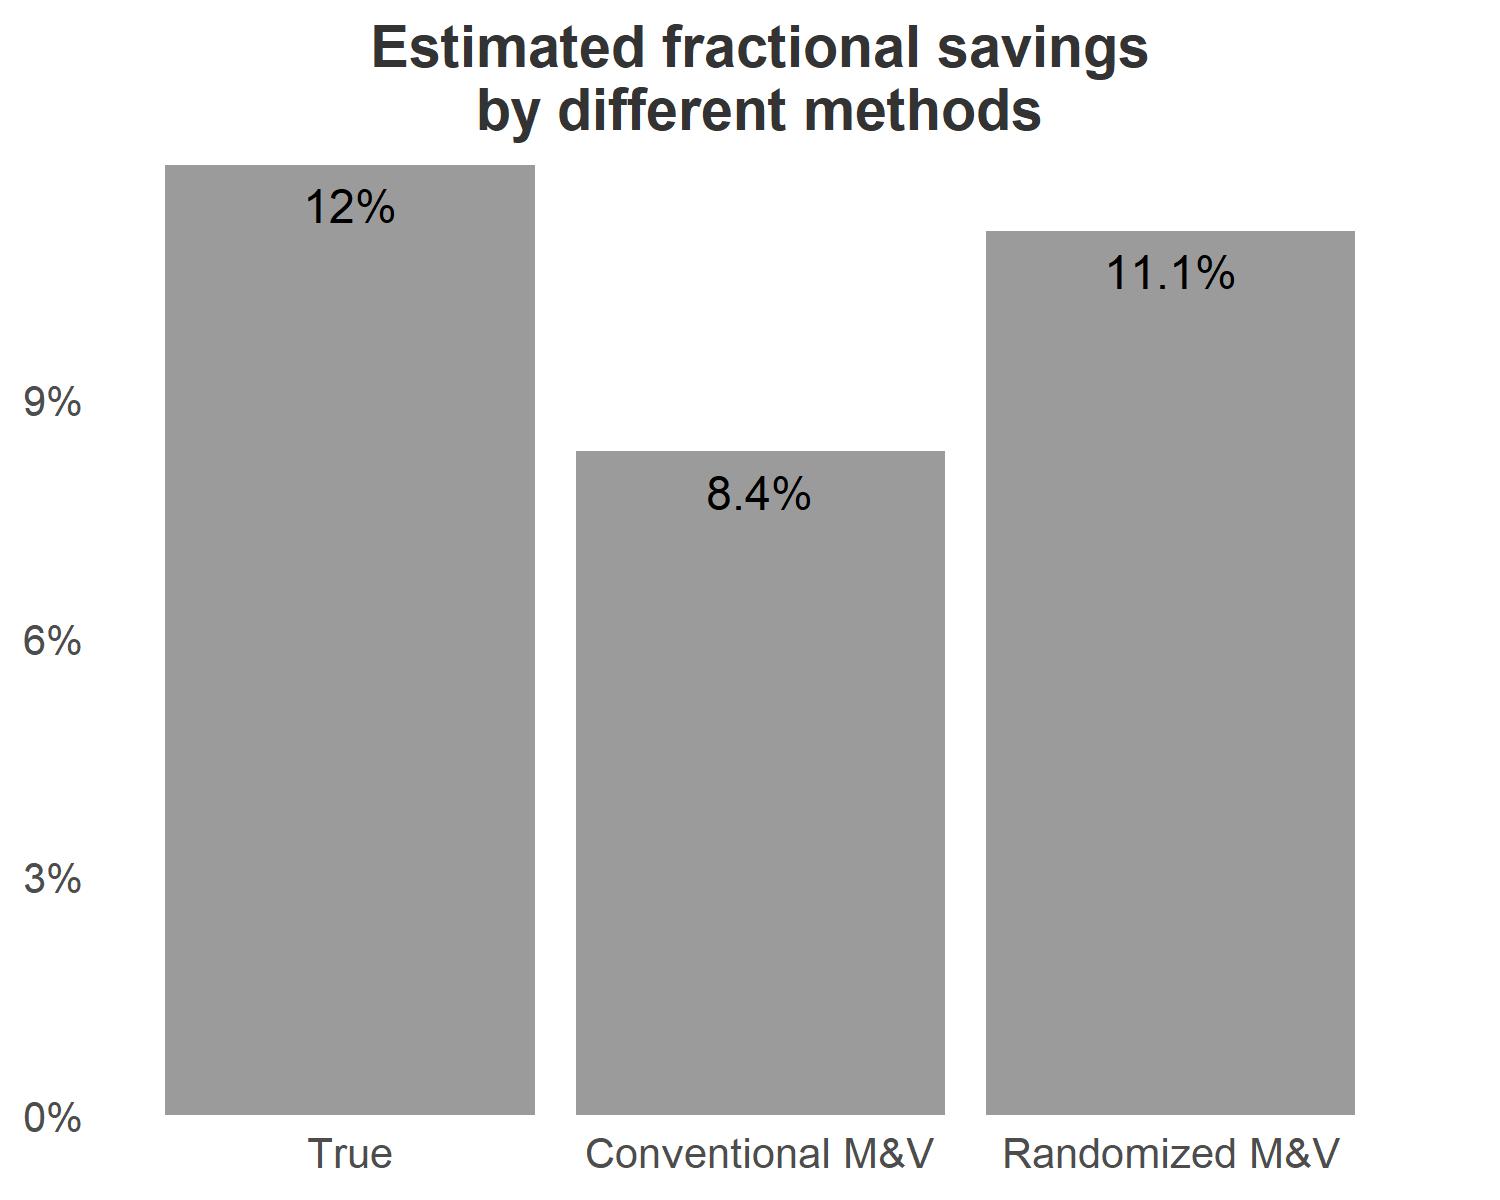 Estimated fractional savings
by different methods
12%
11.1%
9%
8.4%
6%
3%
0%
True
Conventional M&V
Randomized M&V